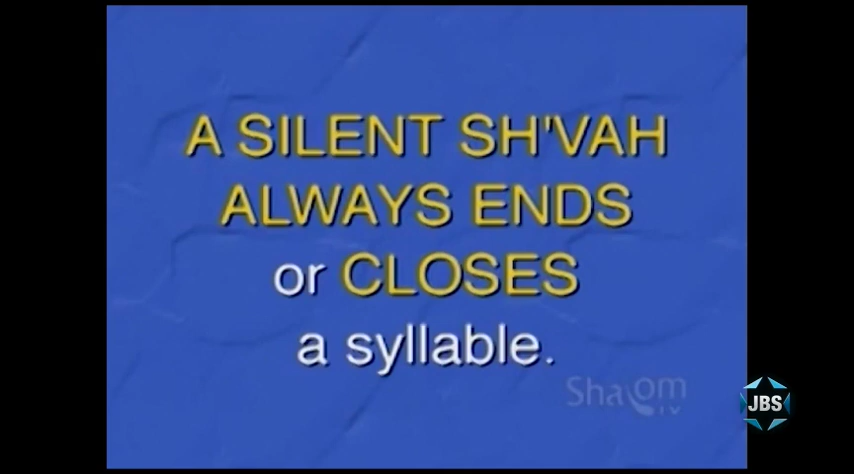 A SILENT SH'VAH
ALWAYS ENDS
or CLOSES
a syllable.
Shalom
TV
JBS